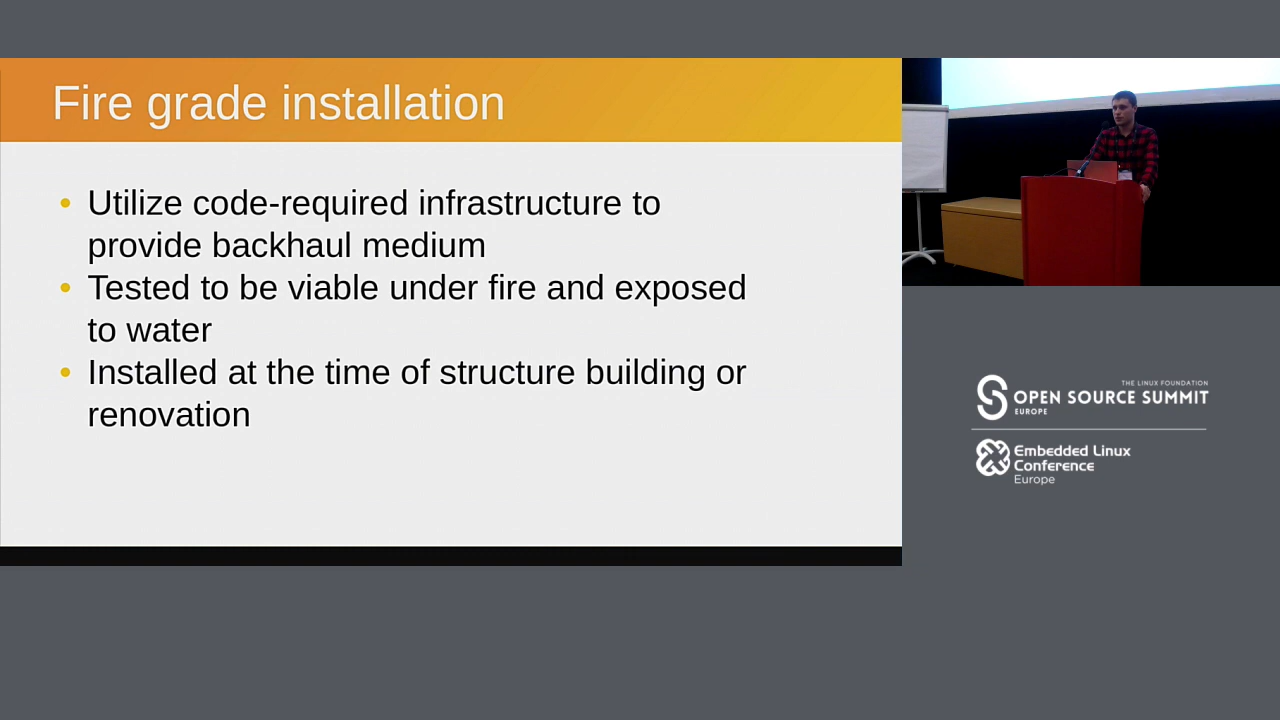 Fire grade installation
• Utilize code-required infrastructure to
provide backhaul medium
• Tested to be viable under fire and exposed
to water
• Installed at the time of structure building or
renovation
THE LINUX FOUNDATION
OPEN SOURCE SUMMIT
EUROPE
Embedded Linux
Conference
Europe